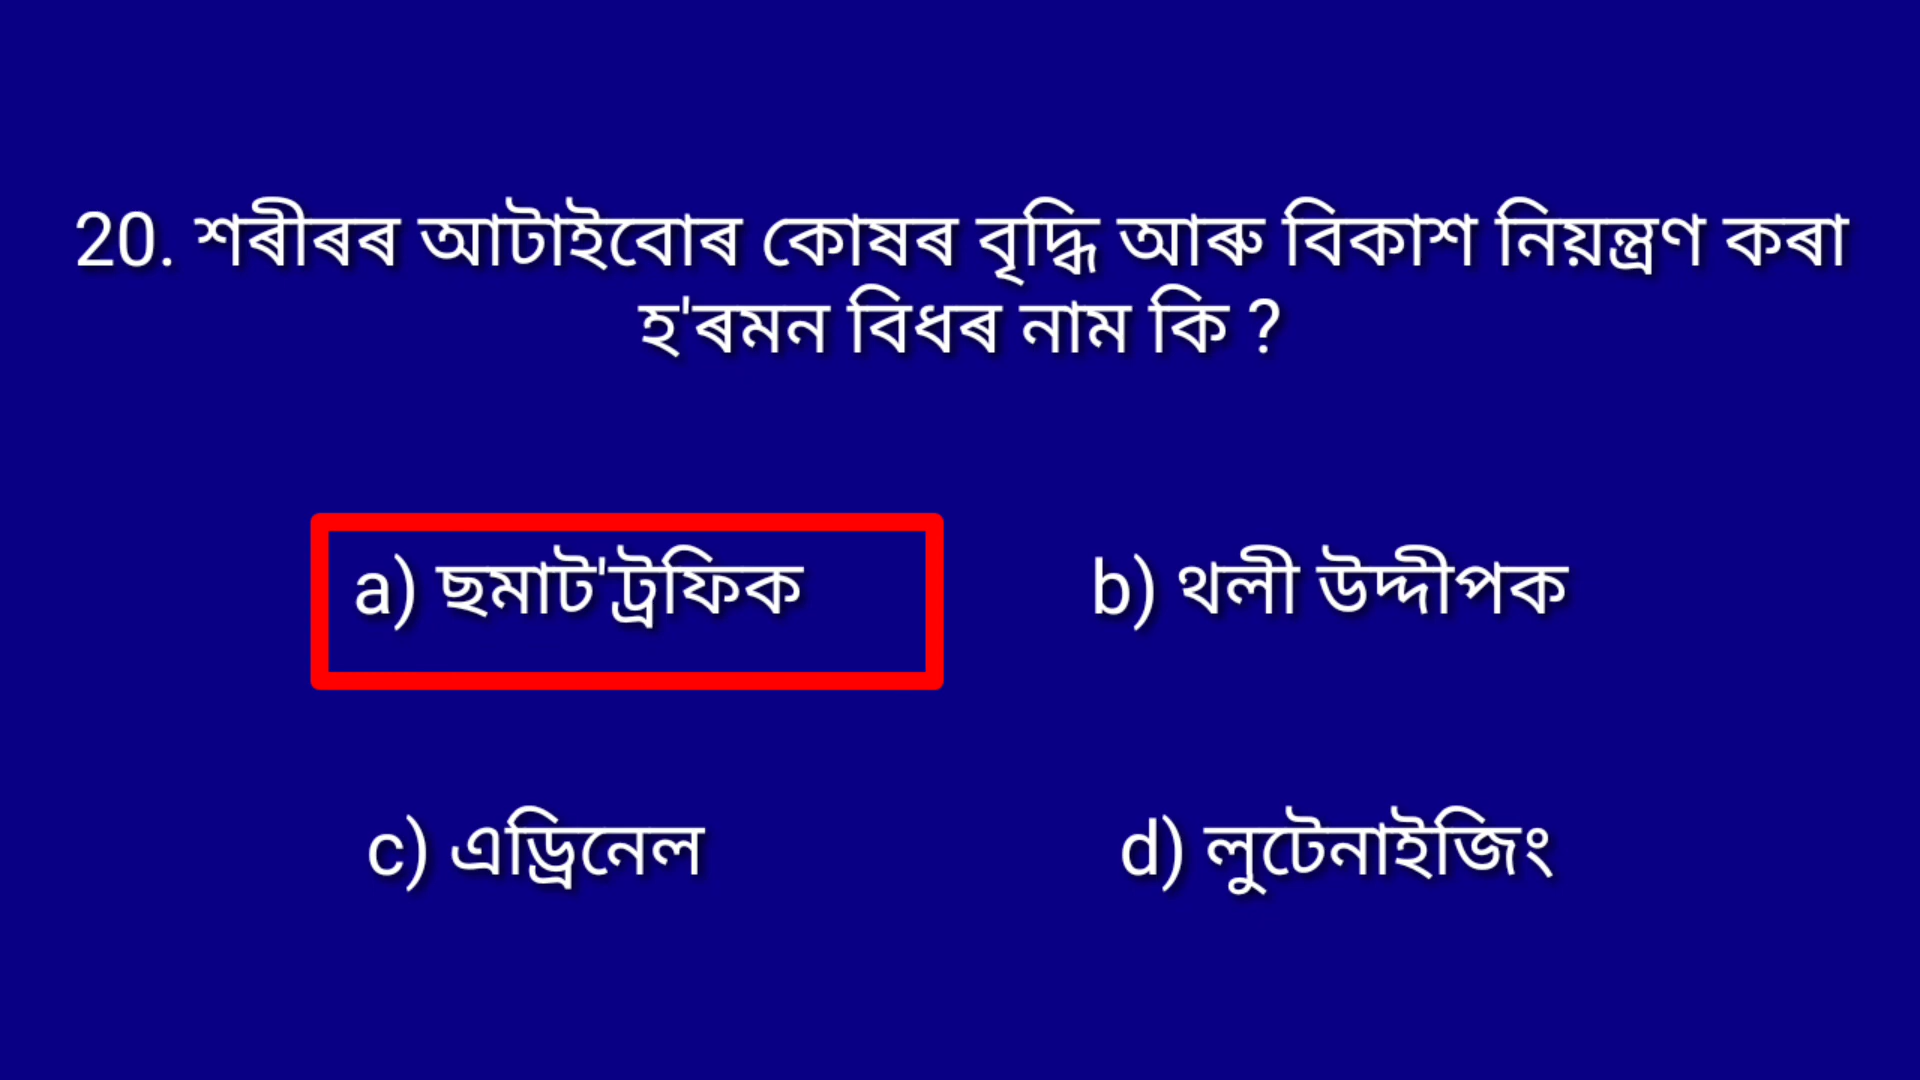 20. শৰীৰৰ আটাইবোৰ কোষৰ বৃদ্ধি আৰু বিকাশ নিয়ন্ত্ৰণ কৰা
হ'ৰমন বিধৰ নাম কি ?
a) ছমাট'ট্ৰফিক
b) থলী উদ্দীপক
c) এড্ৰিনেল
d) লুটেনাইজিং